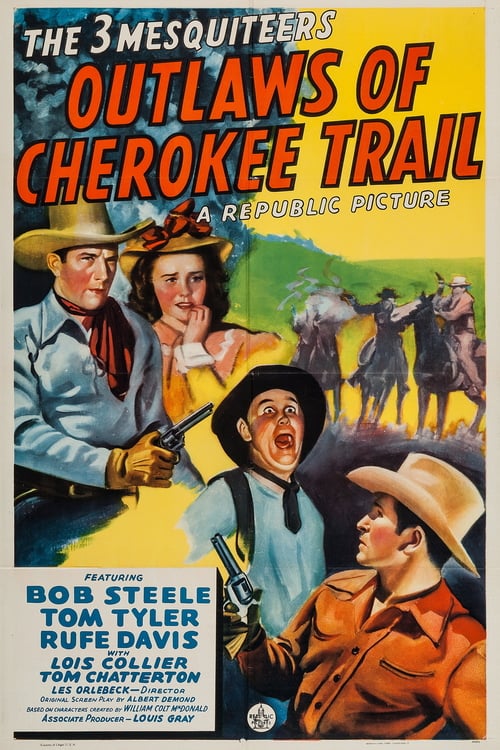 THE 3 MESQUITEERS
OUTLAWS OF
CHEROKEE TRAIL
A REPUBLIC PICTURE
FEATURING
BOB STEELE
TOM TYLER
RUFE DAVIS
WITH
LOIS COLLIER
TOM CHATTERTON
LES ORLEBECK—DIRECTOR
ORIGINAL SCREEN PLAY BY ALBERT DEMOND
BASED ON CHARACTERS CREATED BY WILLIAM COLT McDONALD
ASSOCIATE PRODUCER—LOUIS GRAY